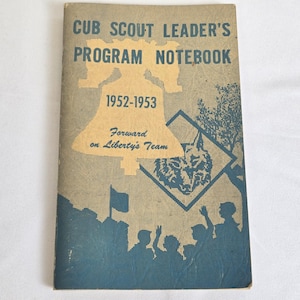 CUB SCOUT LEADER'S
PROGRAM NOTEBOOK
1952-1953
Forward
on Liberty's Team